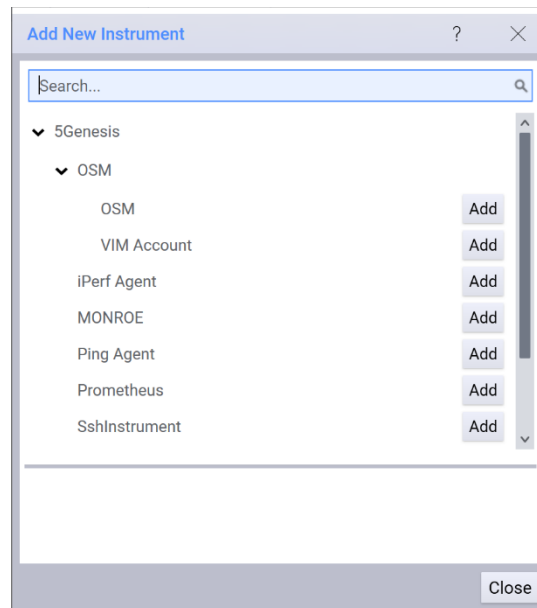 Add New Instrument ?
Search...
5Genesis
OSM
OSM Add
VIM Account Add
iPerf Agent Add
MONROE Add
Ping Agent Add
Prometheus Add
SshInstrument Add
Close